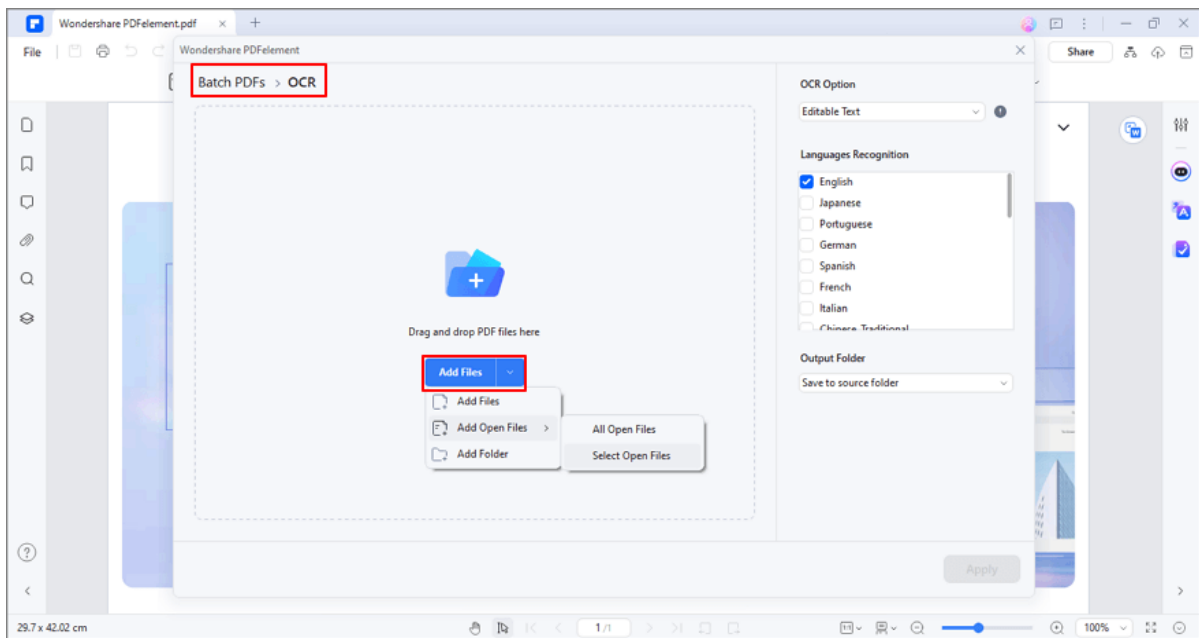 Wondershare PDFelement.pdf
File
Share
Wondershare PDFelement
Batch PDFs > OCR
Drag and drop PDF files here
Add Files
Add Files
Add Open Files
Add Folder
All Open Files
Select Open Files
OCR Option
Editable Text
Languages Recognition
English
Japanese
Portuguese
German
Spanish
French
Italian
Chinese Traditional
Output Folder
Save to source folder
Apply
29.7 x 42.02 cm
1 /1
100%